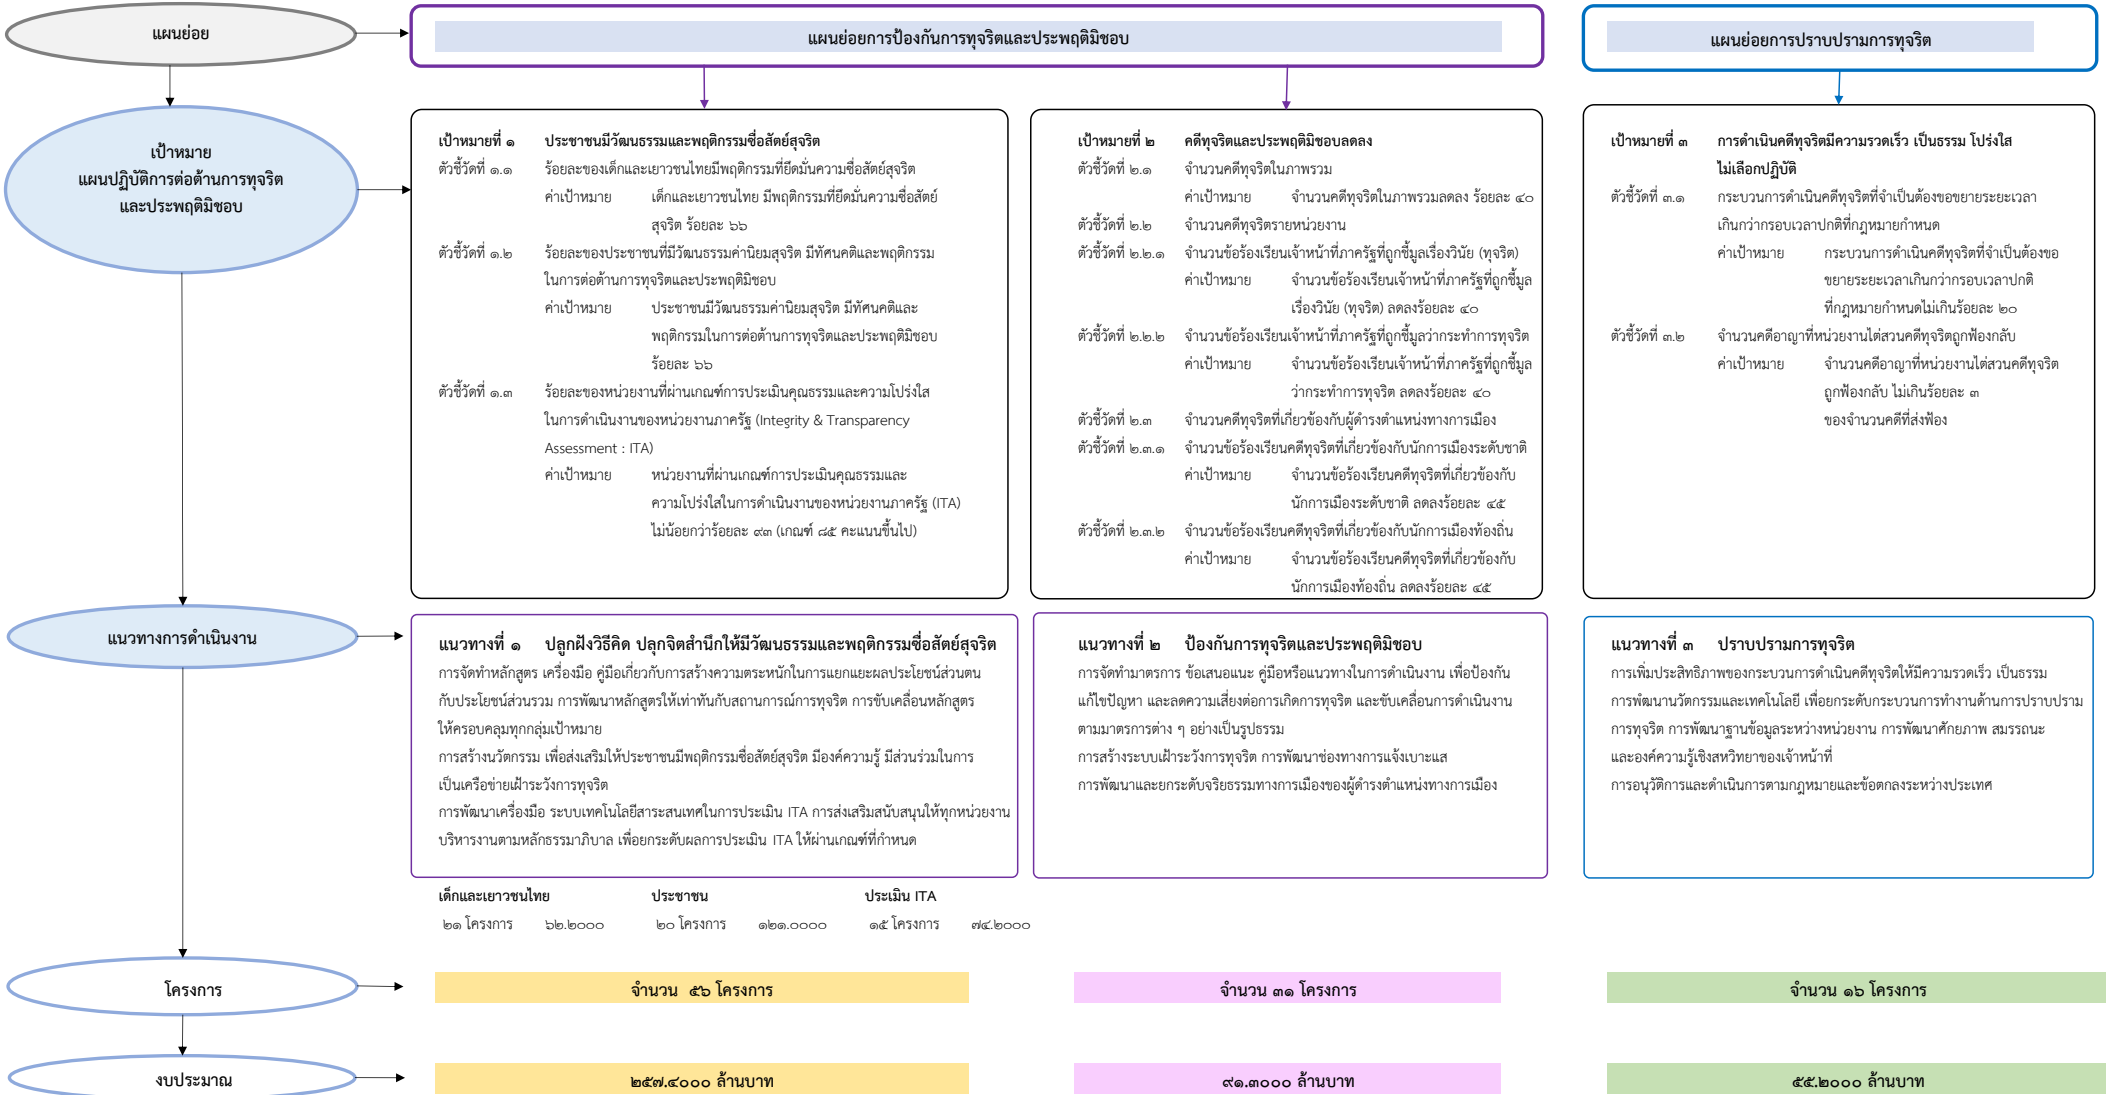 แผนย่อย
แผนย่อยการป้องกันการทุจริตและประพฤติมิชอบ
แผนย่อยการปราบปรามการทุจริต
เป้าหมาย
แผนปฏิบัติการต่อต้านการทุจริต
และประพฤติมิชอบ
เป้าหมายที่ ๑ ประชาชนมีวัฒนธรรมและพฤติกรรมซื่อสัตย์สุจริต
ตัวชี้วัดที่ ๑.๑ ร้อยละของเด็กและเยาวชนไทยมีพฤติกรรมที่ยึดมั่นความซื่อสัตย์สุจริต
ค่าเป้าหมาย เด็กและเยาวชนไทย มีพฤติกรรมที่ยึดมั่นความซื่อสัตย์
สุจริต ร้อยละ ๖๖
ตัวชี้วัดที่ ๑.๒ ร้อยละของประชาชนที่มีวัฒนธรรมค่านิยมสุจริต มีทัศนคติและพฤติกรรม
ในการต่อต้านการทุจริตและประพฤติมิชอบ
ค่าเป้าหมาย ประชาชนมีวัฒนธรรมค่านิยมสุจริต มีทัศนคติและ
พฤติกรรมในการต่อต้านการทุจริตและประพฤติมิชอบ
ร้อยละ ๖๖
ตัวชี้วัดที่ ๑.๓ ร้อยละของหน่วยงานที่ผ่านเกณฑ์การประเมินคุณธรรมและความโปร่งใส
ในการดำเนินงานของหน่วยงานภาครัฐ (Integrity & Transparency
Assessment : ITA)
ค่าเป้าหมาย หน่วยงานที่ผ่านเกณฑ์การประเมินคุณธรรมและ
ความโปร่งใสในการดำเนินงานของหน่วยงานภาครัฐ (ITA)
ไม่น้อยกว่าร้อยละ ๙๓ (เกณฑ์ ๘๕ คะแนนขึ้นไป)
เป้าหมายที่ ๒ คดีทุจริตและประพฤติมิชอบลดลง
ตัวชี้วัดที่ ๒.๑ จำนวนคดีทุจริตในภาพรวม
ค่าเป้าหมาย จำนวนคดีทุจริตในภาพรวมลดลง ร้อยละ ๔๐
ตัวชี้วัดที่ ๒.๒ จำนวนคดีทุจริตรายหน่วยงาน
ตัวชี้วัดที่ ๒.๒.๑ จำนวนข้อร้องเรียนเจ้าหน้าที่ภาครัฐที่ถูกชี้มูลเรื่องวินัย (ทุจริต)
ค่าเป้าหมาย จำนวนข้อร้องเรียนเจ้าหน้าที่ภาครัฐที่ถูกชี้มูล
เรื่องวินัย (ทุจริต) ลดลงร้อยละ ๔๐
ตัวชี้วัดที่ ๒.๒.๒ จำนวนข้อร้องเรียนเจ้าหน้าที่ภาครัฐที่ถูกชี้มูลว่ากระทำการทุจริต
ค่าเป้าหมาย จำนวนข้อร้องเรียนเจ้าหน้าที่ภาครัฐที่ถูกชี้มูล
ว่ากระทำการทุจริต ลดลงร้อยละ ๔๐
ตัวชี้วัดที่ ๒.๓ จำนวนคดีทุจริตที่เกี่ยวข้องกับผู้ดำรงตำแหน่งทางการเมือง
ตัวชี้วัดที่ ๒.๓.๑ จำนวนข้อร้องเรียนคดีทุจริตที่เกี่ยวข้องกับนักการเมืองระดับชาติ
ค่าเป้าหมาย จำนวนข้อร้องเรียนคดีทุจริตที่เกี่ยวข้องกับ
นักการเมืองระดับชาติ ลดลงร้อยละ ๔๕
ตัวชี้วัดที่ ๒.๓.๒ จำนวนข้อร้องเรียนคดีทุจริตที่เกี่ยวข้องกับนักการเมืองท้องถิ่น
ค่าเป้าหมาย จำนวนข้อร้องเรียนคดีทุจริตที่เกี่ยวข้องกับ
นักการเมืองท้องถิ่น ลดลงร้อยละ ๔๕
เป้าหมายที่ ๓ การดำเนินคดีทุจริตมีความรวดเร็ว เป็นธรรม โปร่งใส
ไม่เลือกปฏิบัติ
ตัวชี้วัดที่ ๓.๑ กระบวนการดำเนินคดีทุจริตที่จำเป็นต้องขอขยายระยะเวลา
เกินกว่ากรอบเวลาปกติที่กฎหมายกำหนด
ค่าเป้าหมาย กระบวนการดำเนินคดีทุจริตที่จำเป็นต้องขอ
ขยายระยะเวลาเกินกว่ากรอบเวลาปกติ
ที่กฎหมายกำหนดไม่เกินร้อยละ ๒๐
ตัวชี้วัดที่ ๓.๒ จำนวนคดีอาญาที่หน่วยงานไต่สวนคดีทุจริตถูกฟ้องกลับ
ค่าเป้าหมาย จำนวนคดีอาญาที่หน่วยงานไต่สวนคดีทุจริต
ถูกฟ้องกลับ ไม่เกินร้อยละ ๓
ของจำนวนคดีที่ส่งฟ้อง
แนวทางการดำเนินงาน
แนวทางที่ ๑ ปลูกฝังวิธีคิด ปลุกจิตสำนึกให้มีวัฒนธรรมและพฤติกรรมซื่อสัตย์สุจริต
การจัดทำหลักสูตร เครื่องมือ คู่มือเกี่ยวกับการสร้างความตระหนักในการแยกแยะผลประโยชน์ส่วนตน
กับประโยชน์ส่วนรวม การพัฒนาหลักสูตรให้เท่าทันกับสถานการณ์การทุจริต การขับเคลื่อนหลักสูตร
ให้ครอบคลุมทุกกลุ่มเป้าหมาย
การสร้างนวัตกรรม เพื่อส่งเสริมให้ประชาชนมีพฤติกรรมซื่อสัตย์สุจริต มีองค์ความรู้ มีส่วนร่วมในการ
เป็นเครือข่ายเฝ้าระวังการทุจริต
การพัฒนาเครื่องมือ ระบบเทคโนโลยีสาระสนเทศในการประเมิน ITA การส่งเสริมสนับสนุนให้ทุกหน่วยงาน
บริหารงานตามหลักธรรมาภิบาล เพื่อยกระดับผลการประเมิน ITA ให้ผ่านเกณฑ์ที่กำหนด
แนวทางที่ ๒ ป้องกันการทุจริตและประพฤติมิชอบ
การจัดทำมาตรการ ข้อเสนอแนะ คู่มือหรือแนวทางในการดำเนินงาน เพื่อป้องกัน
แก้ไขปัญหา และลดความเสี่ยงต่อการเกิดการทุจริต และขับเคลื่อนการดำเนินงาน
ตามมาตรการต่าง ๆ อย่างเป็นรูปธรรม
การสร้างระบบเฝ้าระวังการทุจริต การพัฒนาช่องทางการแจ้งเบาะแส
การพัฒนาและยกระดับจริยธรรมทางการเมืองของผู้ดำรงตำแหน่งทางการเมือง
แนวทางที่ ๓ ปราบปรามการทุจริต
การเพิ่มประสิทธิภาพของกระบวนการดำเนินคดีทุจริตให้มีความรวดเร็ว เป็นธรรม
การพัฒนานวัตกรรมและเทคโนโลยี เพื่อยกระดับกระบวนการทำงานด้านการปราบปราม
การทุจริต การพัฒนาฐานข้อมูลระหว่างหน่วยงาน การพัฒนาศักยภาพ สมรรถนะ
และองค์ความรู้เชิงสหวิทยาของเจ้าหน้าที่
การอนุวัติการและดำเนินการตามกฎหมายและข้อตกลงระหว่างประเทศ
เด็กและเยาวชนไทย ประชาชน ประเมิน ITA
๒๑ โครงการ ๖๒.๒๐๐๐ ๒๐ โครงการ ๑๒๑.๐๐๐๐ ๑๕ โครงการ ๗๔.๒๐๐๐
โครงการ
จำนวน ๕๖ โครงการ
จำนวน ๓๑ โครงการ
จำนวน ๑๖ โครงการ
งบประมาณ
๒๕๗.๔๐๐๐ ล้านบาท
๙๑.๓๐๐๐ ล้านบาท
๕๕.๒๐๐๐ ล้านบาท